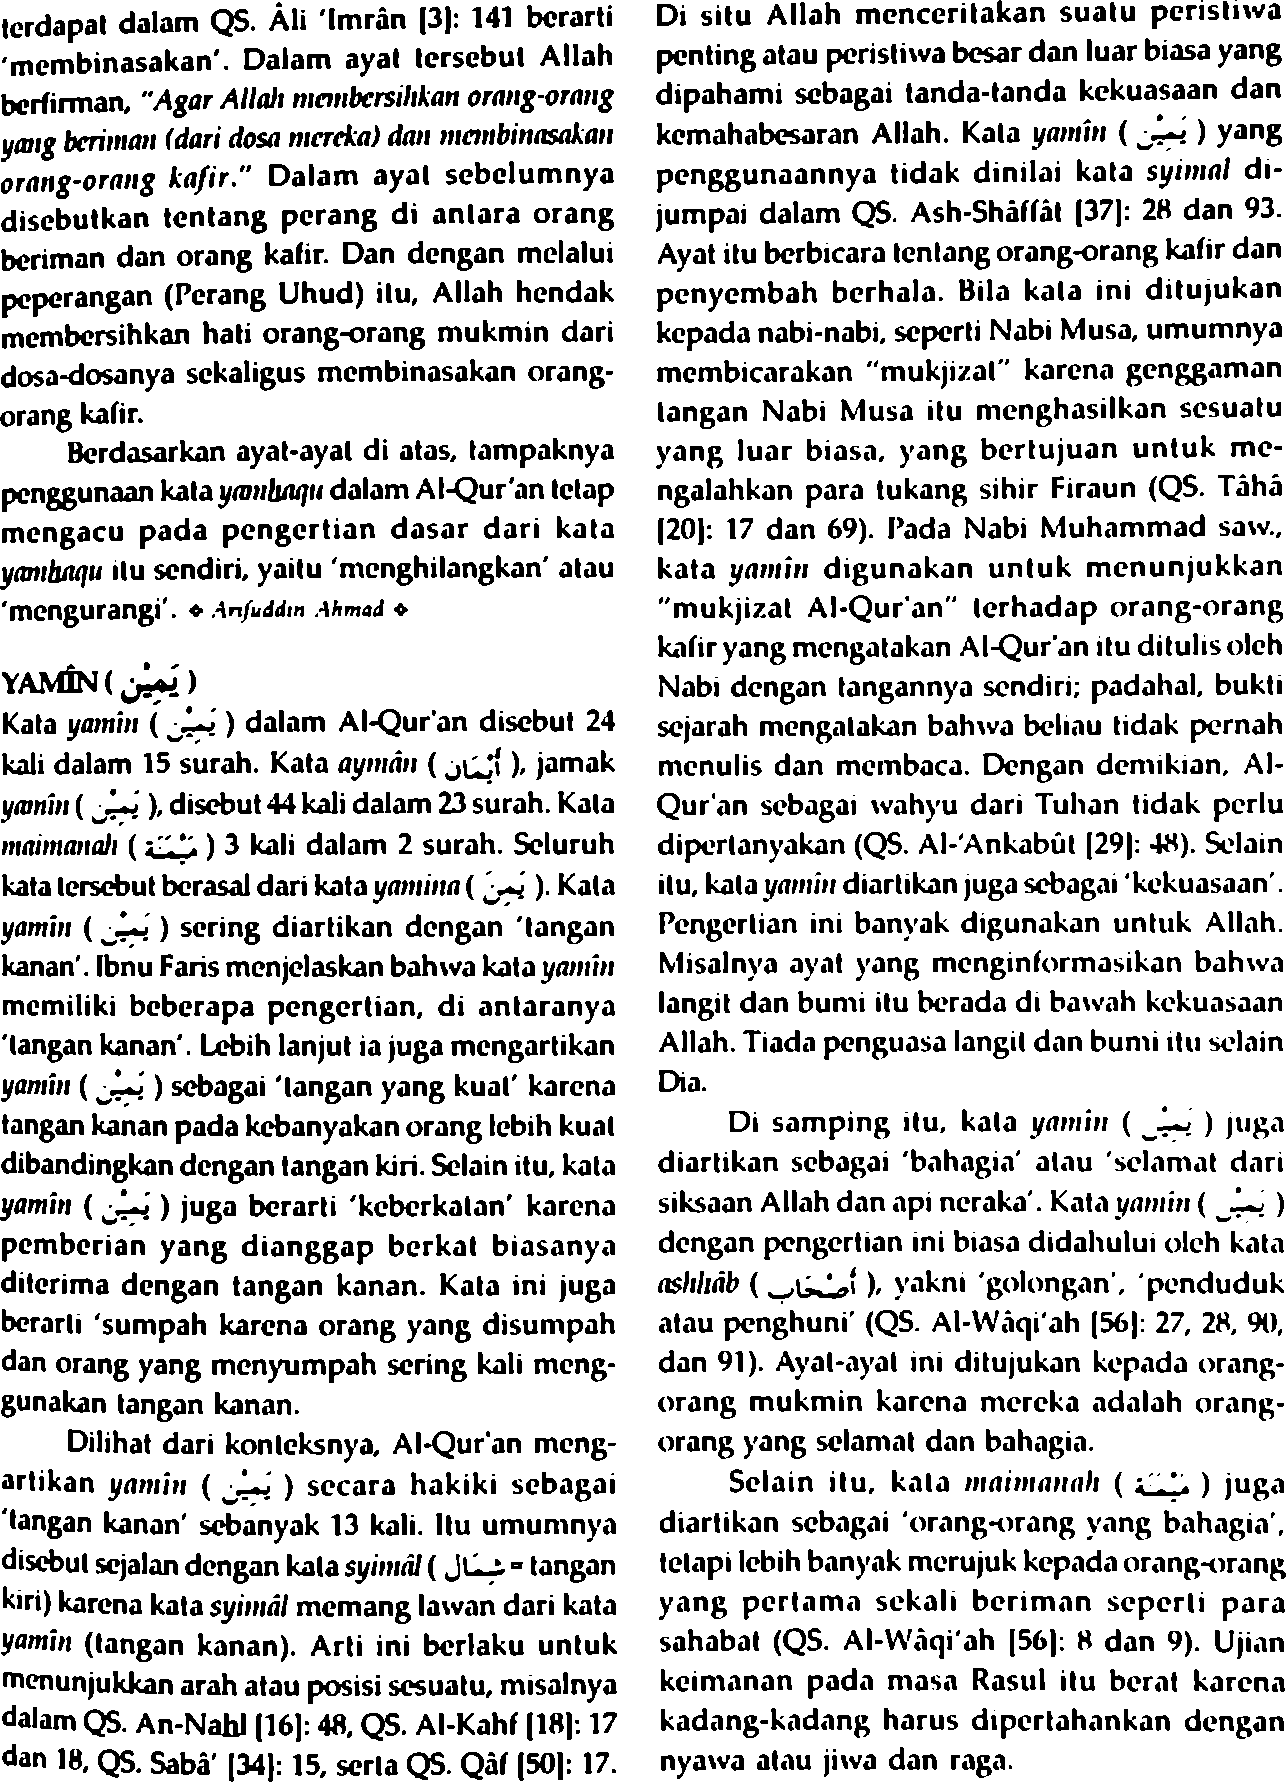 terdapat dalam QS. Âli 'Imrân [3]: 141 berarti
'membinasakan'. Dalam ayat tersebut Allah
berfirman, "Agar Allah membersihkan orang-orang
yang beriman (dari dosa mereka) dan membinasakan
orang-orang kafir." Dalam ayat sebelumnya
disebutkan tentang perang di antara orang
beriman dan orang kafir. Dan dengan melalui
peperangan (Perang Uhud) itu, Allah hendak
membersihkan hati orang-orang mukmin dari
dosa-dosanya sekaligus membinasakan orang-
orang kafir.
Berdasarkan ayat-ayat di atas, tampaknya
penggunaan kata yamhaqu dalam Al-Qur'an tetap
mengacu pada pengertian dasar dari kata
yamhaqu itu sendiri, yaitu 'menghilangkan' atau
'mengurangi'. ❖ Arifuddin Ahmad ❖
YAMÎN ( يَمِيْن )
Kata yamîn ( يَمِيْن ) dalam Al-Qur'an disebut 24
kali dalam 15 surah. Kata aymân ( أَيْمَان ), jamak
yamîn ( يَمِيْن ), disebut 44 kali dalam 23 surah. Kata
maimanah ( مَيْمَنَة ) 3 kali dalam 2 surah. Seluruh
kata tersebut berasal dari kata yamina ( يَمِنَ ). Kata
yamîn ( يَمِيْن ) sering diartikan dengan 'tangan
kanan'. Ibnu Faris menjelaskan bahwa kata yamîn
memiliki beberapa pengertian, di antaranya
'tangan kanan'. Lebih lanjut ia juga mengartikan
yamîn ( يَمِيْن ) sebagai 'tangan yang kuat' karena
tangan kanan pada kebanyakan orang lebih kuat
dibandingkan dengan tangan kiri. Selain itu, kata
yamîn ( يَمِيْن ) juga berarti 'keberkatan' karena
pemberian yang dianggap berkat biasanya
diterima dengan tangan kanan. Kata ini juga
berarti 'sumpah karena orang yang disumpah
dan orang yang menyumpah sering kali meng-
gunakan tangan kanan.
Dilihat dari konteksnya, Al-Qur'an meng-
artikan yamîn ( يَمِيْن ) secara hakiki sebagai
'tangan kanan' sebanyak 13 kali. Itu umumnya
disebut sejalan dengan kata syimâl ( شِمَال = tangan
kiri) karena kata syimâl memang lawan dari kata
yamîn (tangan kanan). Arti ini berlaku untuk
menunjukkan arah atau posisi sesuatu, misalnya
dalam QS. An-Nahl [16]: 48, QS. Al-Kahf [18]: 17
dan 18, QS. Sabâ' [34]: 15, serta QS. Qâf [50]: 17.
Di situ Allah menceritakan suatu peristiwa
penting atau peristiwa besar dan luar biasa yang
dipahami sebagai tanda-tanda kekuasaan dan
kemahabesaran Allah. Kata yamîn ( يَمِيْن ) yang
penggunaannya tidak dinilai kata syimal di-
jumpai dalam QS. Ash-Shâffât [37]: 28 dan 93.
Ayat itu berbicara tentang orang-orang kafir dan
penyembah berhala. Bila kata ini ditujukan
kepada nabi-nabi, seperti Nabi Musa, umumnya
membicarakan "mukjizat" karena genggaman
tangan Nabi Musa itu menghasilkan sesuatu
yang luar biasa, yang bertujuan untuk me-
ngalahkan para tukang sihir Firaun (QS. Tâhâ
[20]: 17 dan 69). Pada Nabi Muhammad saw.,
kata yamîn digunakan untuk menunjukkan
"mukjizat Al-Qur'an" terhadap orang-orang
kafir yang mengatakan Al-Qur'an itu ditulis oleh
Nabi dengan tangannya sendiri; padahal, bukti
sejarah mengatakan bahwa beliau tidak pernah
menulis dan membaca. Dengan demikian, Al-
Qur'an sebagai wahyu dari Tuhan tidak perlu
dipertanyakan (QS. Al-'Ankabût [29]: 48). Selain
itu, kata yamîn diartikan juga sebagai 'kekuasaan'.
Pengertian ini banyak digunakan untuk Allah.
Misalnya ayat yang menginformasikan bahwa
langit dan bumi itu berada di bawah kekuasaan
Allah. Tiada penguasa langit dan bumi itu selain
Dia.
Di samping itu, kata yamîn ( يَمِيْن ) juga
diartikan sebagai 'bahagia' atau 'selamat dari
siksaan Allah dan api neraka'. Kata yamîn ( يَمِيْن )
dengan pengertian ini biasa didahului oleh kata
ashhâb ( أَصْحَاب ), yakni 'golongan', 'penduduk
atau penghuni' (QS. Al-Wâqi'ah [56]: 27, 28, 90,
dan 91). Ayat-ayat ini ditujukan kepada orang-
orang mukmin karena mereka adalah orang-
orang yang selamat dan bahagia.
Selain itu, kata maimanah ( مَيْمَنَة ) juga
diartikan sebagai 'orang-orang yang bahagia',
tetapi lebih banyak merujuk kepada orang-orang
yang pertama sekali beriman seperti para
sahabat (QS. Al-Wâqi'ah [56]: 8 dan 9). Ujian
keimanan pada masa Rasul itu berat karena
kadang-kadang harus dipertahankan dengan
nyawa atau jiwa dan raga.